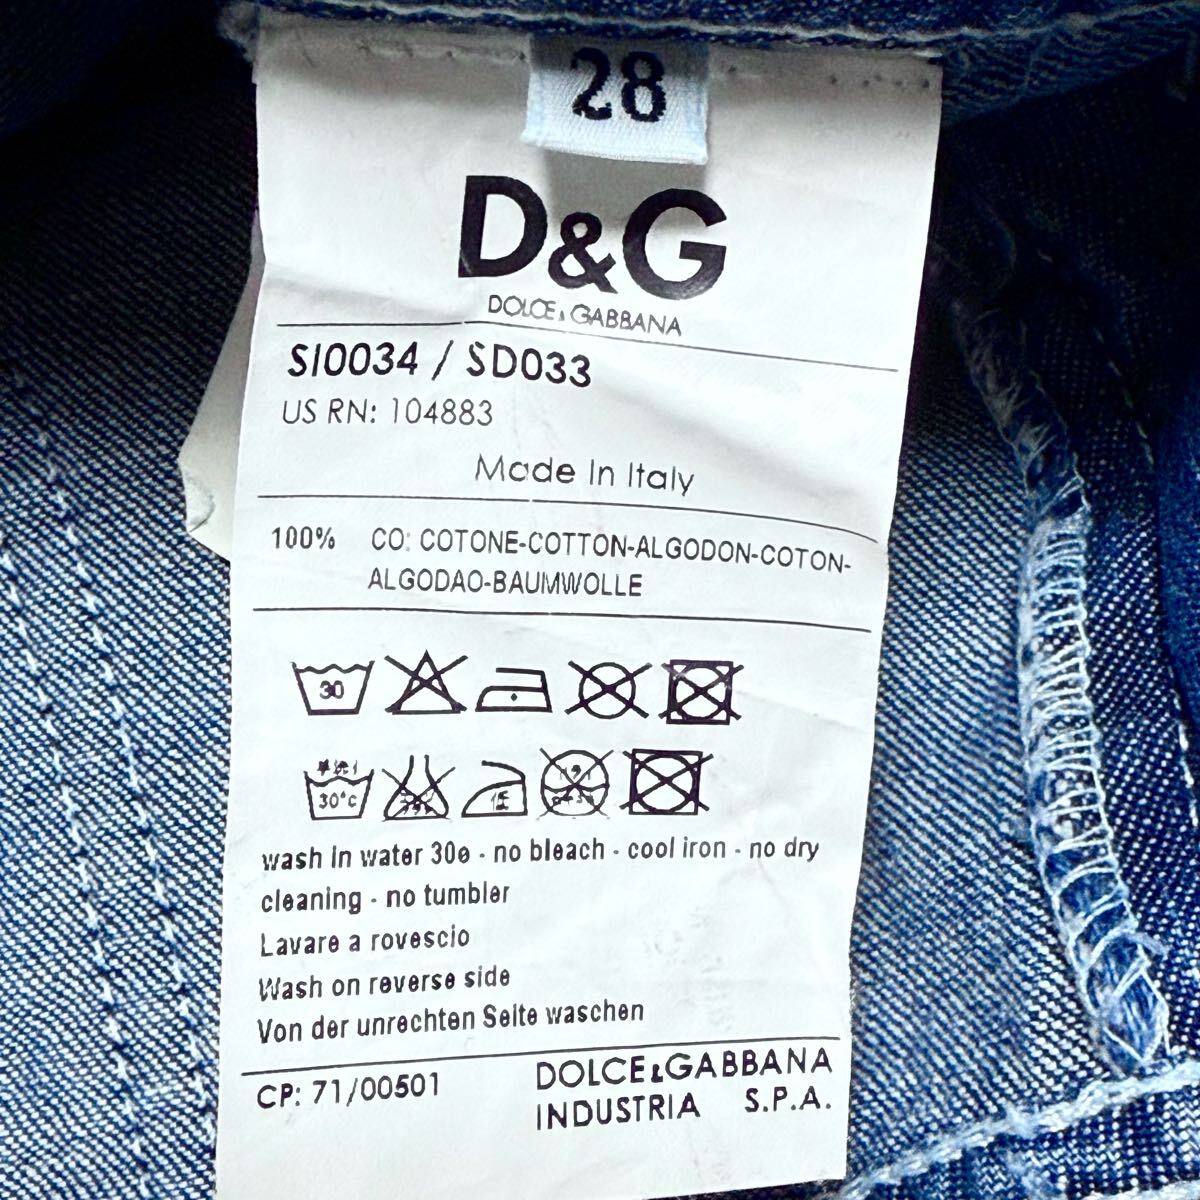 28
D&G
DOLCE & GABBANA
SI0034 / SD033
US RN: 104883
Made In Italy
100% CO: COTONE-COTTON-ALGODON-COTON-
ALGODAO-BAUMWOLLE
30
30°c
wash in water 30ø - no bleach - cool iron - no dry
cleaning - no tumbler
Lavare a rovescio
Wash on reverse side
Von der unrechten Seite waschen
CP: 71/00501
DOLCE&GABBANA
INDUSTRIA S.P.A.